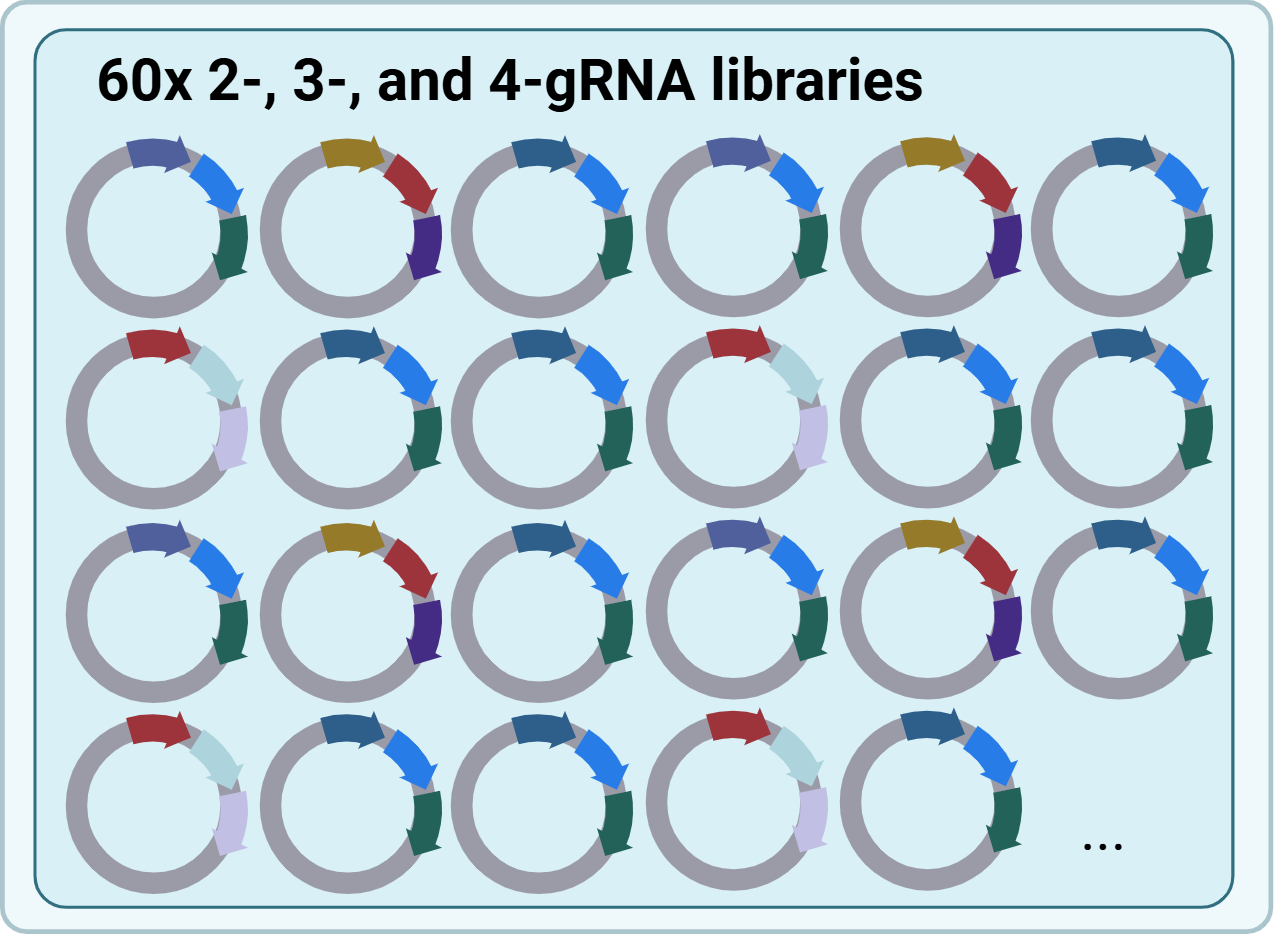 60x 2-, 3-, and 4-gRNA libraries
...